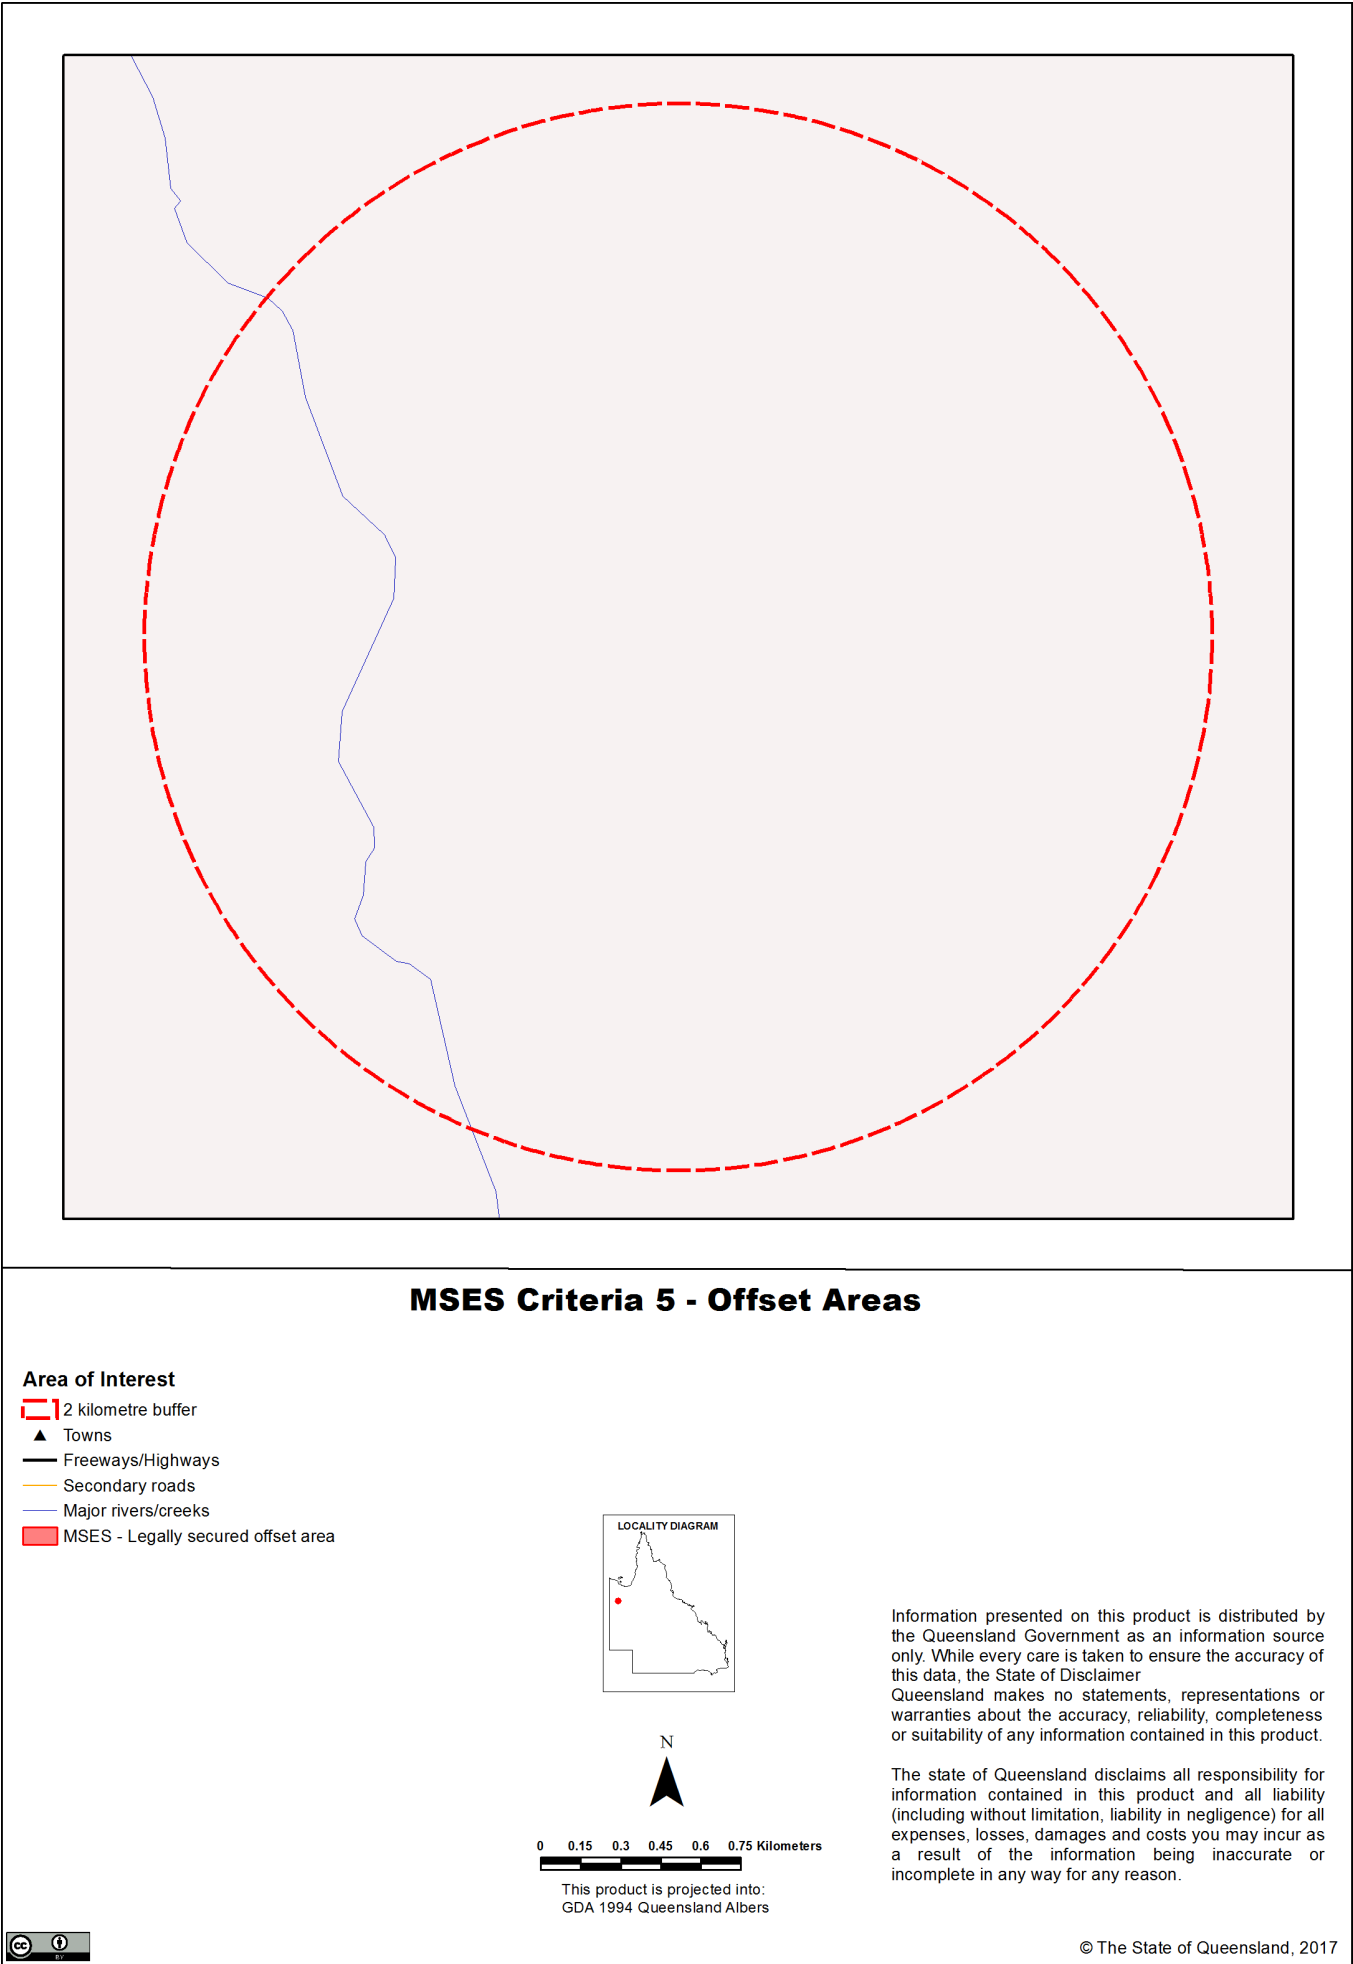 MSES Criteria 5 - Offset Areas
Area of Interest
2 kilometre buffer
Towns
Freeways/Highways
Secondary roads
Major rivers/creeks
MSES - Legally secured offset area
LOCALITY DIAGRAM
N
0 0.15 0.3 0.45 0.6 0.75 Kilometers
This product is projected into:
GDA 1994 Queensland Albers
Information presented on this product is distributed by
the Queensland Government as an information source
only. While every care is taken to ensure the accuracy of
this data, the State of Disclaimer
Queensland makes no statements, representations or
warranties about the accuracy, reliability, completeness
or suitability of any information contained in this product.
The state of Queensland disclaims all responsibility for
information contained in this product and all liability
(including without limitation, liability in negligence) for all
expenses, losses, damages and costs you may incur as
a result of the information being inaccurate or
incomplete in any way for any reason.
cc
BY
© The State of Queensland, 2017